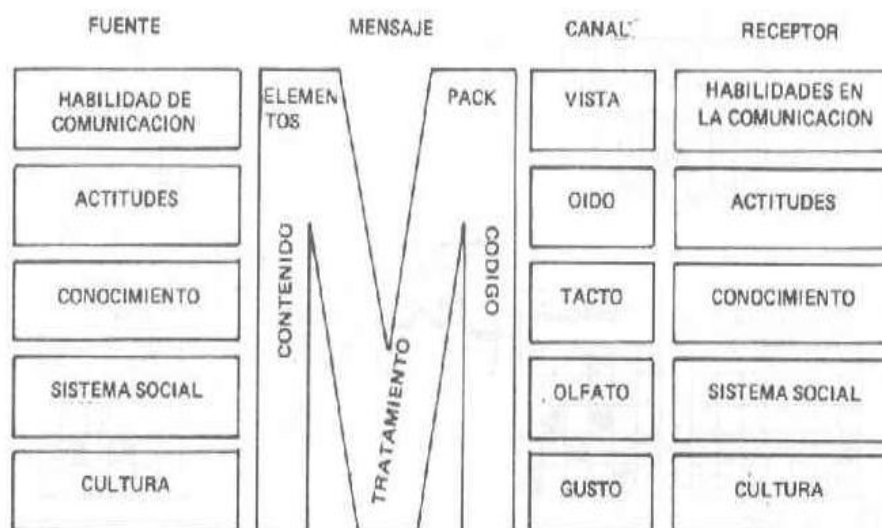 FUENTE
MENSAJE
CANAL
RECEPTOR
HABILIDAD DE
COMUNICACION
ACTITUDES
CONOCIMIENTO
SISTEMA SOCIAL
CULTURA
ELEMEN
TOS
PACK
CONTENIDO
CODIGO
TRATAMIENTO
VISTA
OIDO
TACTO
OLFATO
GUSTO
HABILIDADES EN
LA COMUNICACION
ACTITUDES
CONOCIMIENTO
SISTEMA SOCIAL
CULTURA